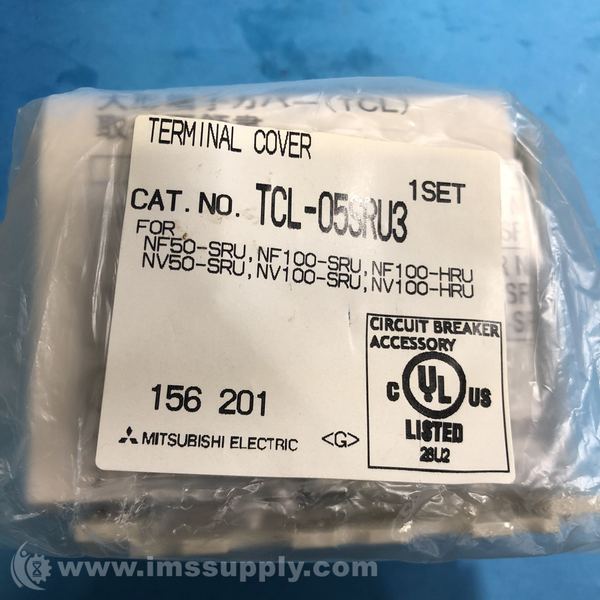 (TCL)
TERMINAL COVER
1SET
CAT. NO. TCL-05SRU3
FOR
NF50-SRU, NF100-SRU, NF100-HRU
NV50-SRU, NV100-SRU, NV100-HRU
CIRCUIT BREAKER
ACCESSORY
C UL US
LISTED
28U2
156 201
MITSUBISHI ELECTRIC <G>
© www.imssupply.com